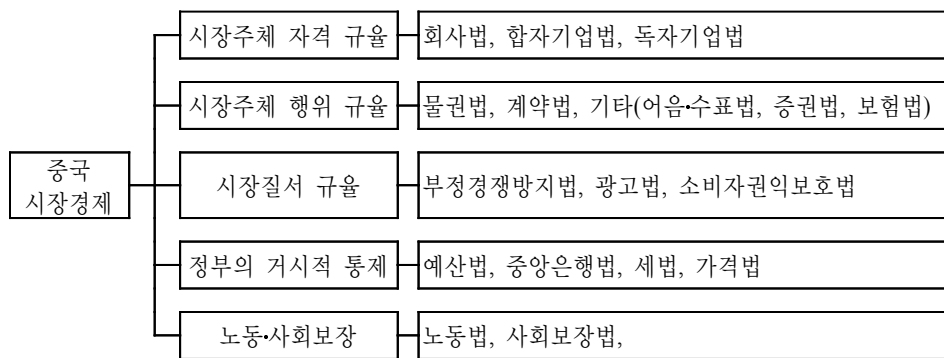 시장주체 자격 규율
회사법, 합자기업법, 독자기업법
시장주체 행위 규율
물권법, 계약법, 기타(어음•수표법, 증권법, 보험법)
중국
시장경제
시장질서 규율
부정경쟁방지법, 광고법, 소비자권익보호법
정부의 거시적 통제
예산법, 중앙은행법, 세법, 가격법
노동•사회보장
노동법, 사회보장법,